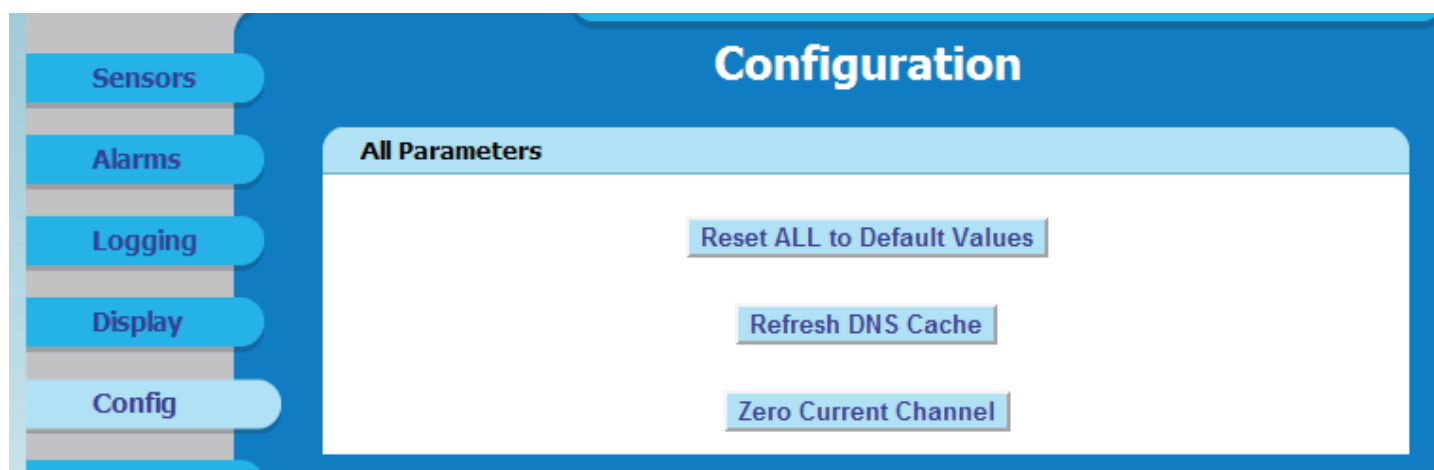 Configuration
Sensors
Alarms
Logging
Display
Config
All Parameters
Reset ALL to Default Values
Refresh DNS Cache
Zero Current Channel